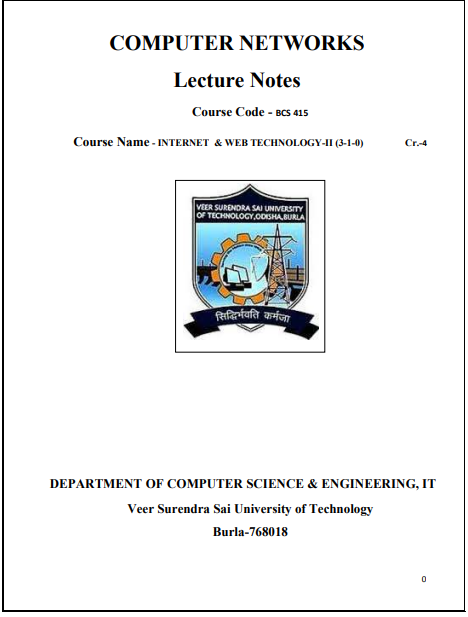 COMPUTER NETWORKS
Lecture Notes
Course Code - BCS 415
Course Name - INTERNET & WEB TECHNOLOGY-II (3-1-0) Cr.-4
VEER SURENDRA SAI UNIVERSITY
OF TECHNOLOGY,ODISHA,BURLA
सिद्धिर्भवति कर्मजा
DEPARTMENT OF COMPUTER SCIENCE & ENGINEERING, IT
Veer Surendra Sai University of Technology
Burla-768018
0